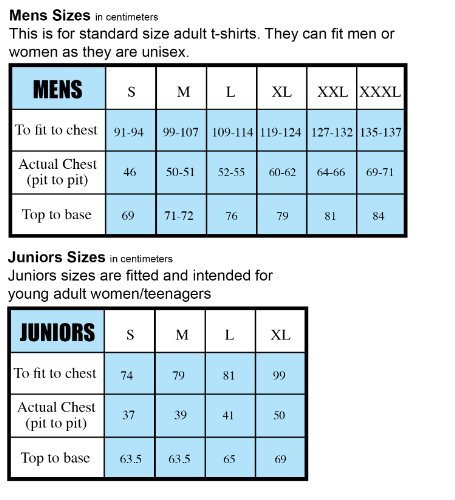 Mens Sizes in centimeters
This is for standard size adult t-shirts. They can fit men or
women as they are unisex.
MENS S M L XL XXL XXXL
To fit to chest 91-94 99-107 109-114 119-124 127-132 135-137
Actual Chest
(pit to pit) 46 50-51 52-55 60-62 64-66 69-71
Top to base 69 71-72 76 79 81 84
Juniors Sizes in centimeters
Juniors sizes are fitted and intended for
young adult women/teenagers
JUNIORS S M L XL
To fit to chest 74 79 81 99
Actual Chest
(pit to pit) 37 39 41 50
Top to base 63.5 63.5 65 69